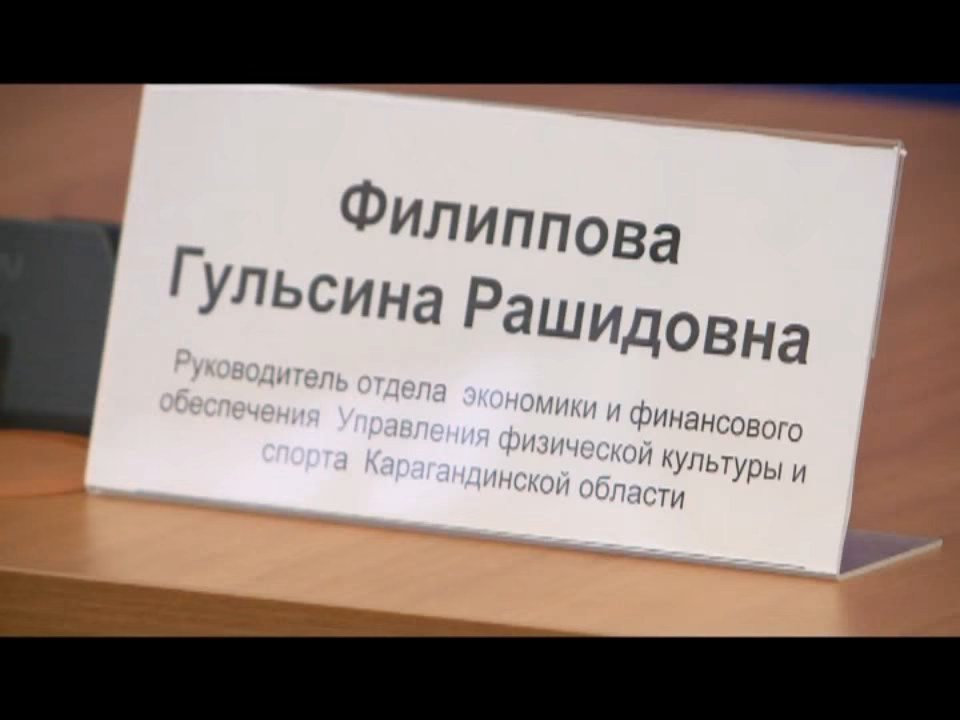 Филиппова
Гульсина Рашидовна
Руководитель отдела экономики и финансового
обеспечения Управления физической культуры и
спорта Карагандинской области